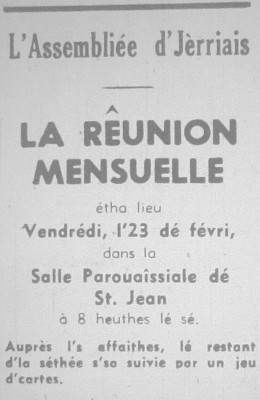 L'Assembliée d'Jèrriais
LA RÊUNION
MENSUELLE
étha lieu
Vendrédi, l'23 dé févri,
dans la
Salle Parouaîssiale dé
St. Jean
à 8 heuthes lé sé.
Auprès l's affaithes, lé restant
d'la séthée s'sa suivie par un jeu
d'cartes.